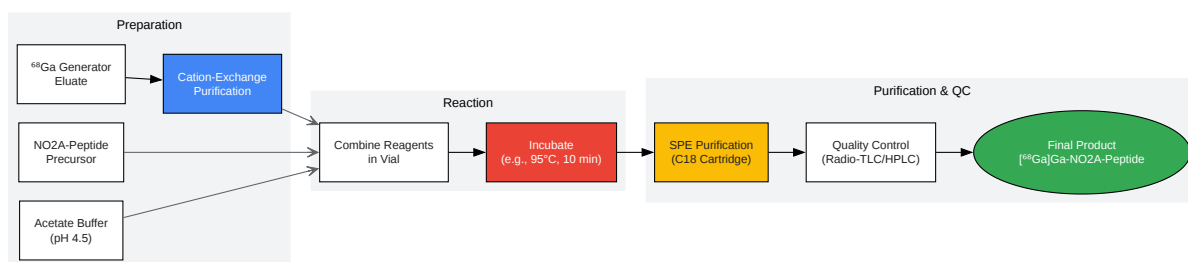 Preparation
⁶⁸Ga Generator
Eluate
Cation-Exchange
Purification
NO2A-Peptide
Precursor
Acetate Buffer
(pH 4.5)
Reaction
Combine Reagents
in Vial
Incubate
(e.g., 95°C, 10 min)
Purification & QC
SPE Purification
(C18 Cartridge)
Quality Control
(Radio-TLC/HPLC)
Final Product
[⁶⁸Ga]Ga-NO2A-Peptide